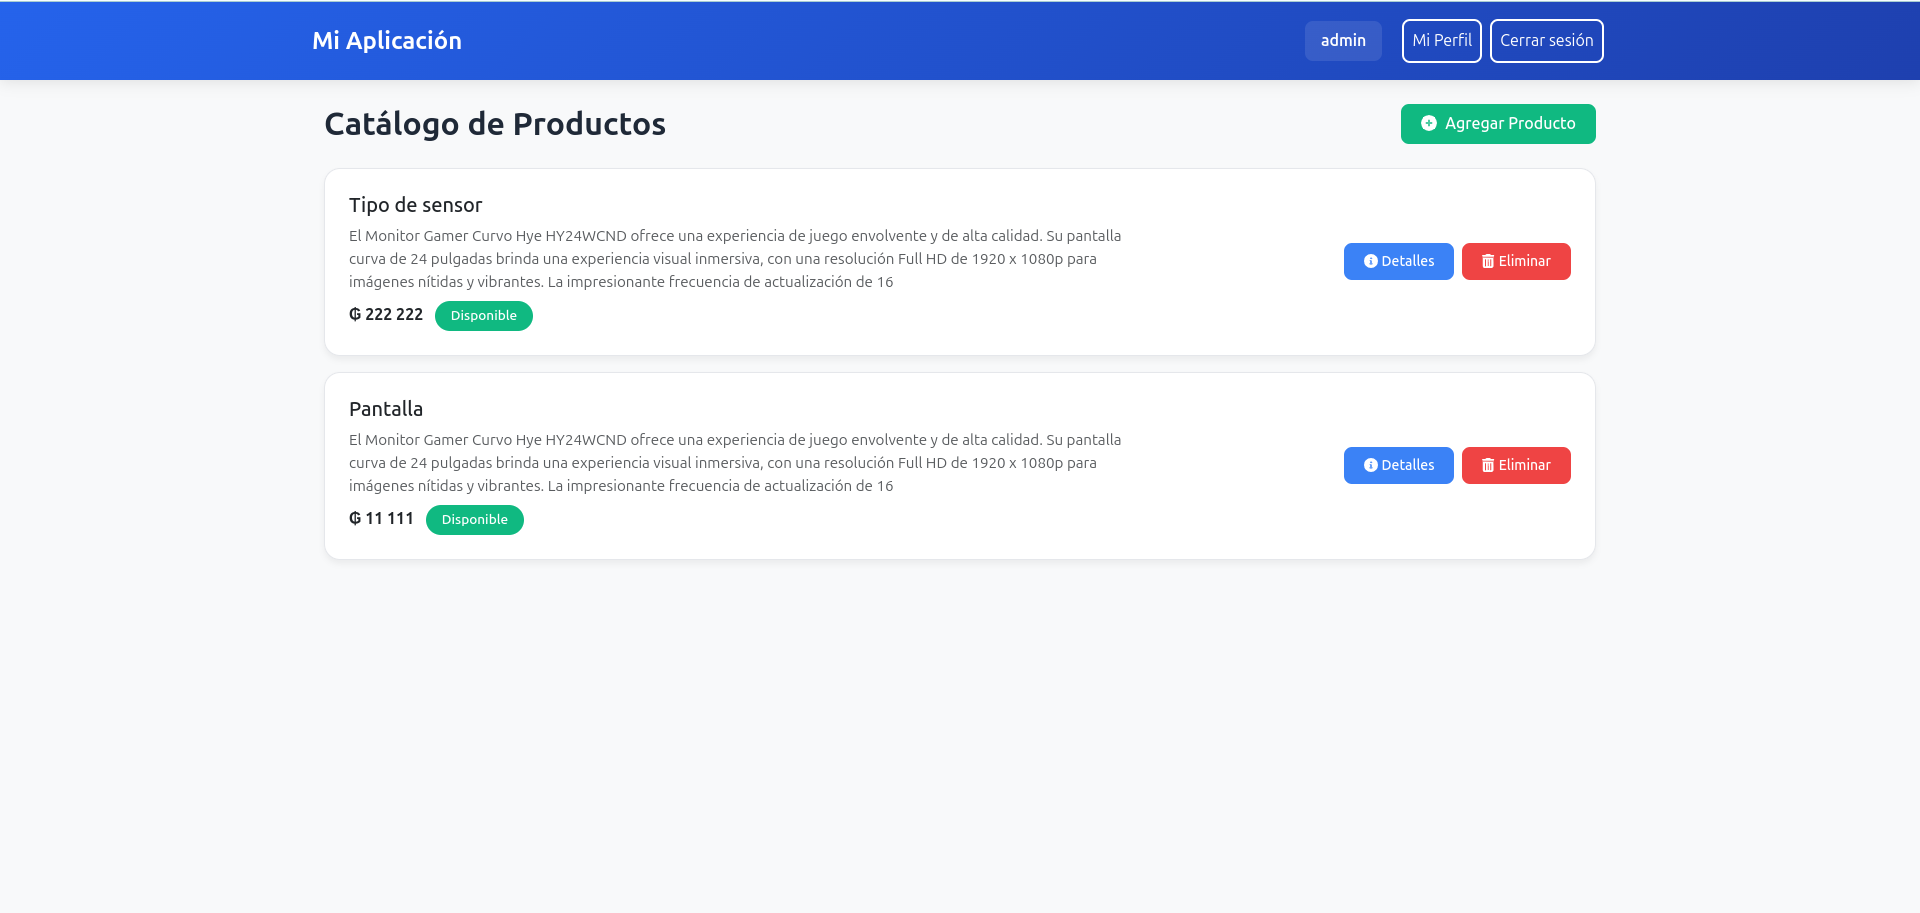 Mi Aplicación
admin
Mi Perfil
Cerrar sesión
Catálogo de Productos
Agregar Producto
Tipo de sensor
El Monitor Gamer Curvo Hye HY24WCND ofrece una experiencia de juego envolvente y de alta calidad. Su pantalla
curva de 24 pulgadas brinda una experiencia visual inmersiva, con una resolución Full HD de 1920 x 1080p para
imágenes nítidas y vibrantes. La impresionante frecuencia de actualización de 16
₲ 222 222
Disponible
Detalles
Eliminar
Pantalla
El Monitor Gamer Curvo Hye HY24WCND ofrece una experiencia de juego envolvente y de alta calidad. Su pantalla
curva de 24 pulgadas brinda una experiencia visual inmersiva, con una resolución Full HD de 1920 x 1080p para
imágenes nítidas y vibrantes. La impresionante frecuencia de actualización de 16
₲ 11 111
Disponible
Detalles
Eliminar